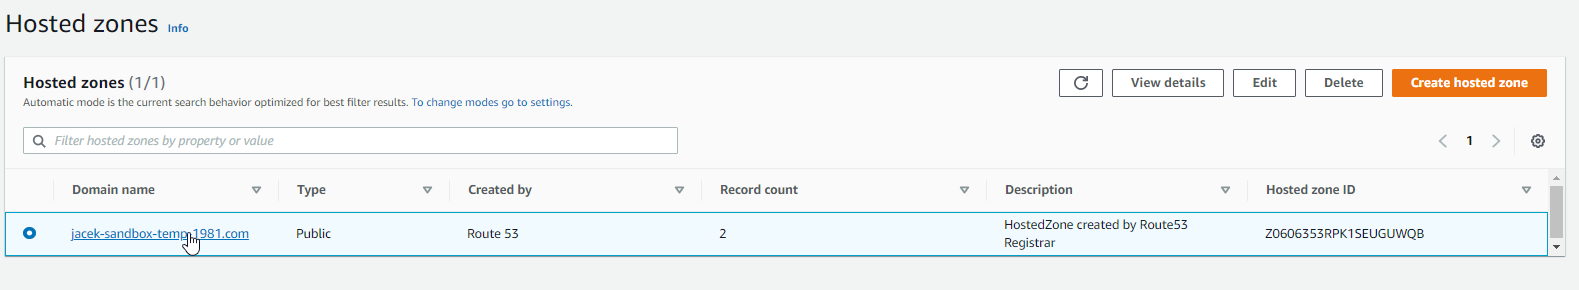 Hosted zones Info
Hosted zones (1/1)
View details
Edit
Delete
Create hosted zone
Automatic mode is the current search behavior optimized for best filter results. To change modes go to settings.
Filter hosted zones by property or value
1
Domain name Type Created by Record count Description Hosted zone ID
jacek-sandbox-temp-1981.com Public Route 53 2 HostedZone created by Route53 Registrar Z0606353RPK1SEUGUWQB